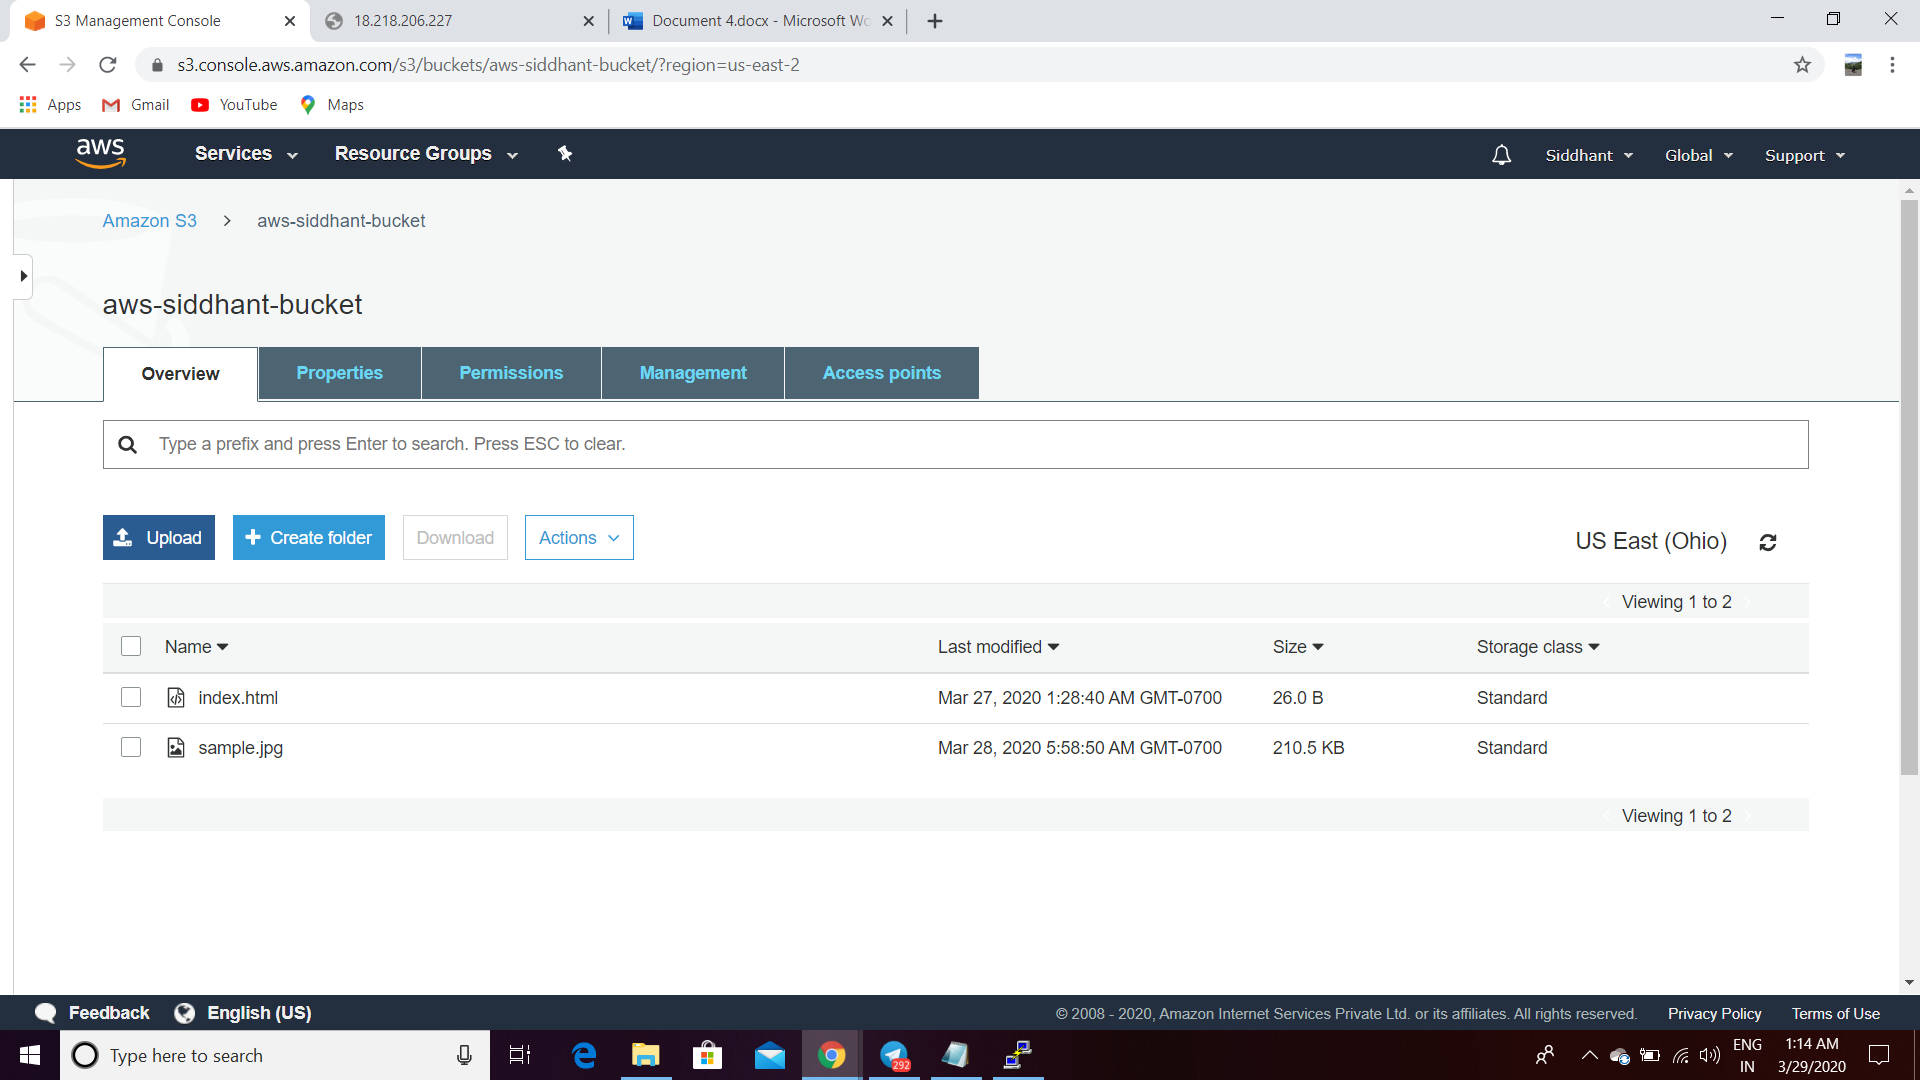 S3 Management Console
18.218.206.227
Document 4.docx - Microsoft Wo
s3.console.aws.amazon.com/s3/buckets/aws-siddhant-bucket/?region=us-east-2
Apps Gmail YouTube Maps
aws Services Resource Groups Siddhant Global Support
Amazon S3 > aws-siddhant-bucket
aws-siddhant-bucket
Overview Properties Permissions Management Access points
Type a prefix and press Enter to search. Press ESC to clear.
Upload + Create folder Download Actions US East (Ohio)
Viewing 1 to 2
Name Last modified Size Storage class
index.html Mar 27, 2020 1:28:40 AM GMT-0700 26.0 B Standard
sample.jpg Mar 28, 2020 5:58:50 AM GMT-0700 210.5 KB Standard
Viewing 1 to 2
Feedback English (US) © 2008 - 2020, Amazon Internet Services Private Ltd. or its affiliates. All rights reserved. Privacy Policy Terms of Use
Type here to search
292
ENG
IN
1:14 AM
3/29/2020